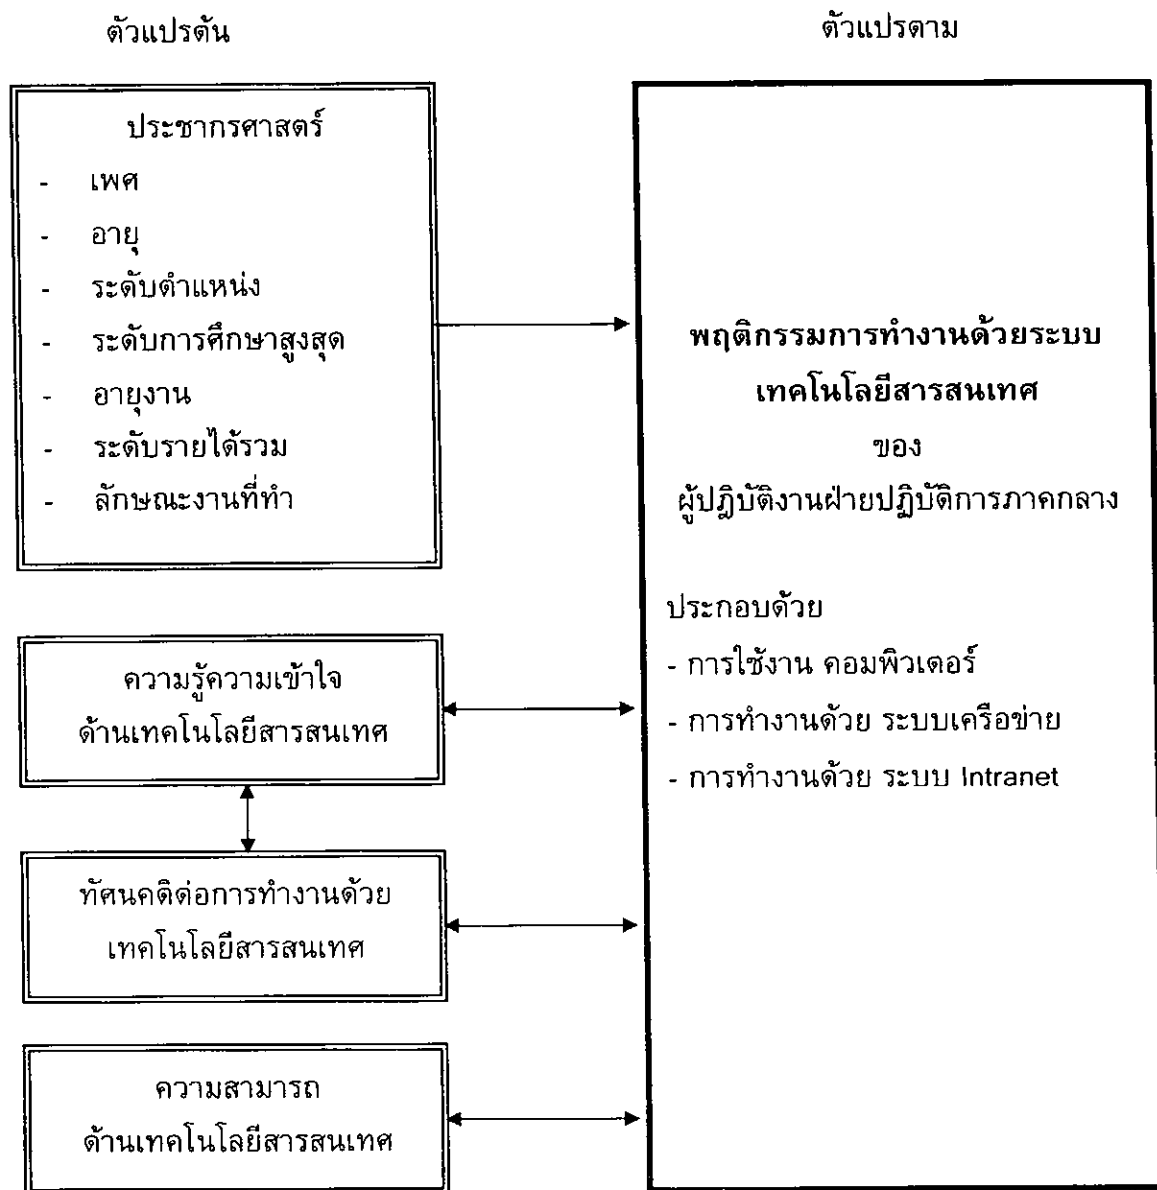 ตัวแปรต้น
ตัวแปรตาม
ประชากรศาสตร์
- เพศ
- อายุ
- ระดับตำแหน่ง
- ระดับการศึกษาสูงสุด
- อายุงาน
- ระดับรายได้รวม
- ลักษณะงานที่ทำ
ความรู้ความเข้าใจ
ด้านเทคโนโลยีสารสนเทศ
ทัศนคติต่อการทำงานด้วย
เทคโนโลยีสารสนเทศ
ความสามารถ
ด้านเทคโนโลยีสารสนเทศ
พฤติกรรมการทำงานด้วยระบบ
เทคโนโลยีสารสนเทศ
ของ
ผู้ปฎิบัติงานฝ่ายปฏิบัติการภาคกลาง
ประกอบด้วย
- การใช้งาน คอมพิวเตอร์
- การทำงานด้วย ระบบเครือข่าย
- การทำงานด้วย ระบบ Intranet